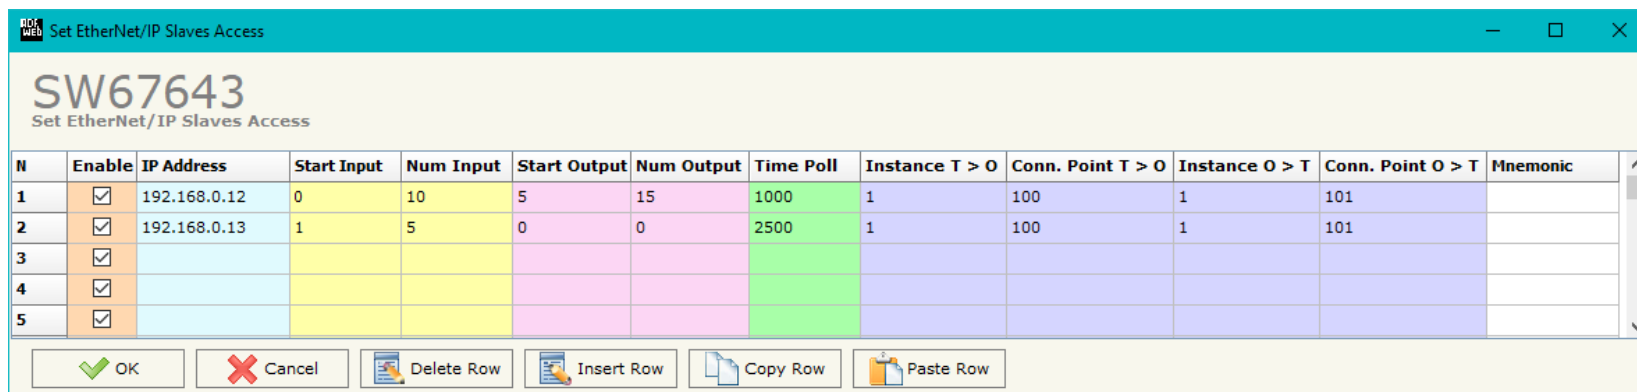 ADF WEB Set EtherNet/IP Slaves Access
SW67643
Set EtherNet/IP Slaves Access
N Enable IP Address Start Input Num Input Start Output Num Output Time Poll Instance T > O Conn. Point T > O Instance O > T Conn. Point O > T Mnemonic
1 192.168.0.12 0 10 5 15 1000 1 100 1 101
2 192.168.0.13 1 5 0 0 2500 1 100 1 101
3
4
5
OK Cancel Delete Row Insert Row Copy Row Paste Row